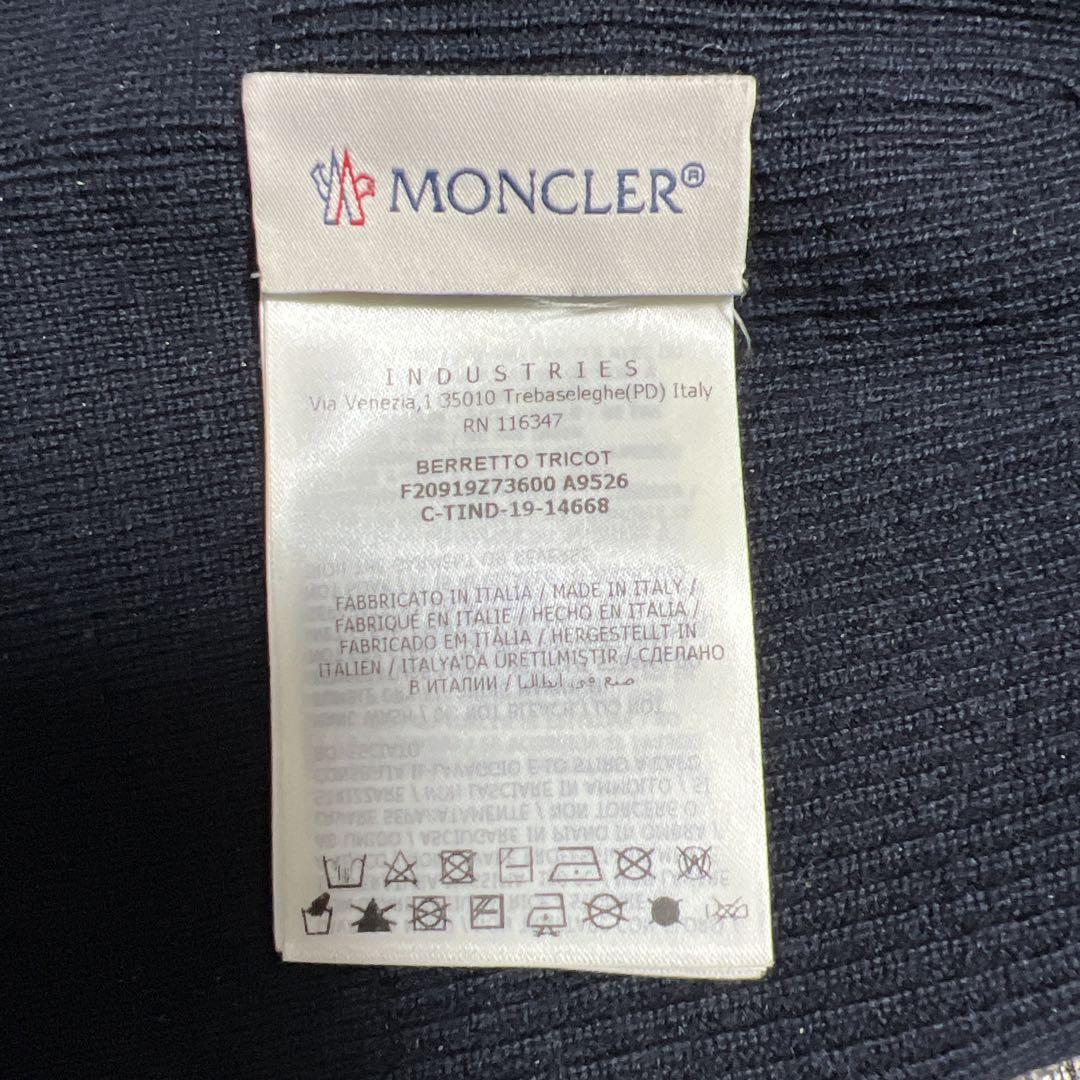 MONCLER®
INDUSTRIES
Via Venezia,1 35010 Trebaseleghe(PD) Italy
RN 116347
BERRETTO TRICOT
F20919Z73600 A9526
C-TIND-19-14668
FABBRICATO IN ITALIA / MADE IN ITALY /
FABRIQUÉ EN ITALIE / HECHO EN ITALIA /
FABRICADO EM ITÁLIA / HERGESTELLT IN
ITALIEN / ITALYA'DA ÜRETILMIŞTIR / СДЕЛАНО
В ИТАЛИИ / صنع في ايطاليا